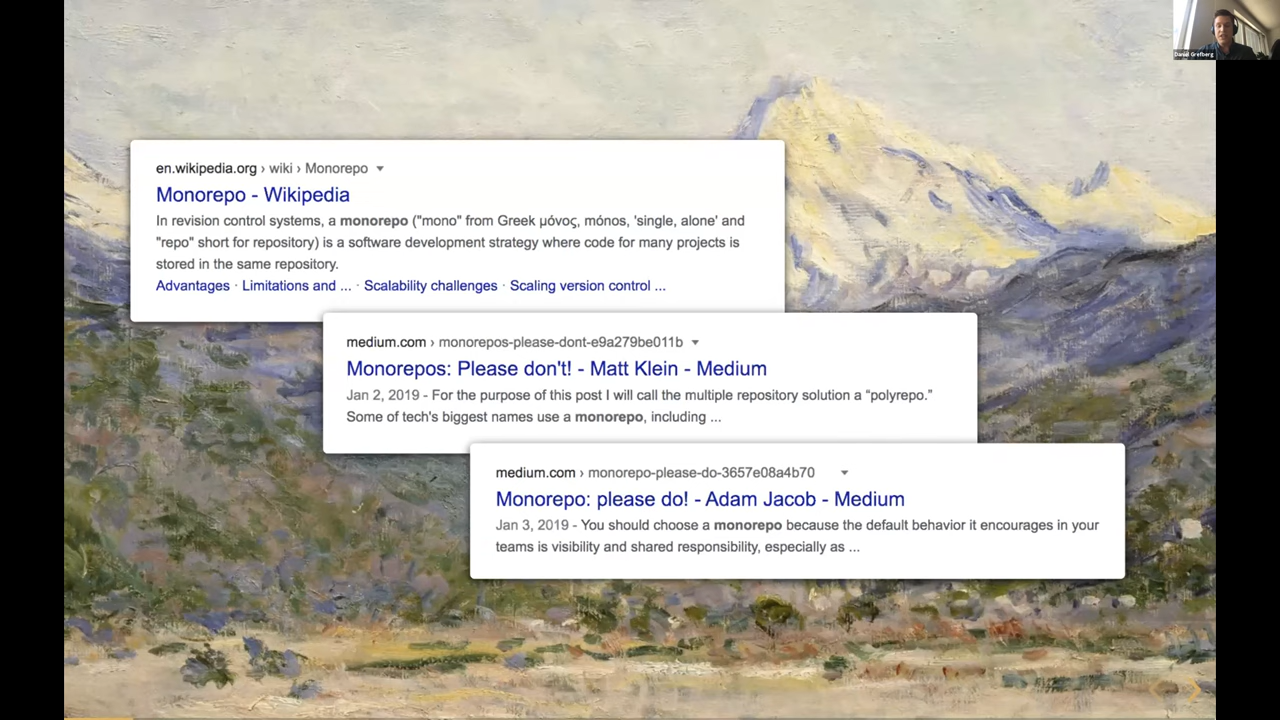 Daniel Grefberg
en.wikipedia.org › wiki › Monorepo
Monorepo - Wikipedia
In revision control systems, a monorepo ("mono" from Greek μόνος, mónos, 'single, alone' and
"repo" short for repository) is a software development strategy where code for many projects is
stored in the same repository.
Advantages · Limitations and ... · Scalability challenges · Scaling version control ...
medium.com › monorepos-please-dont-e9a279be011b
Monorepos: Please don't! - Matt Klein - Medium
Jan 2, 2019 - For the purpose of this post I will call the multiple repository solution a “polyrepo.”
Some of tech's biggest names use a monorepo, including ...
medium.com › monorepo-please-do-3657e08a4b70
Monorepo: please do! - Adam Jacob - Medium
Jan 3, 2019 - You should choose a monorepo because the default behavior it encourages in your
teams is visibility and shared responsibility, especially as ...